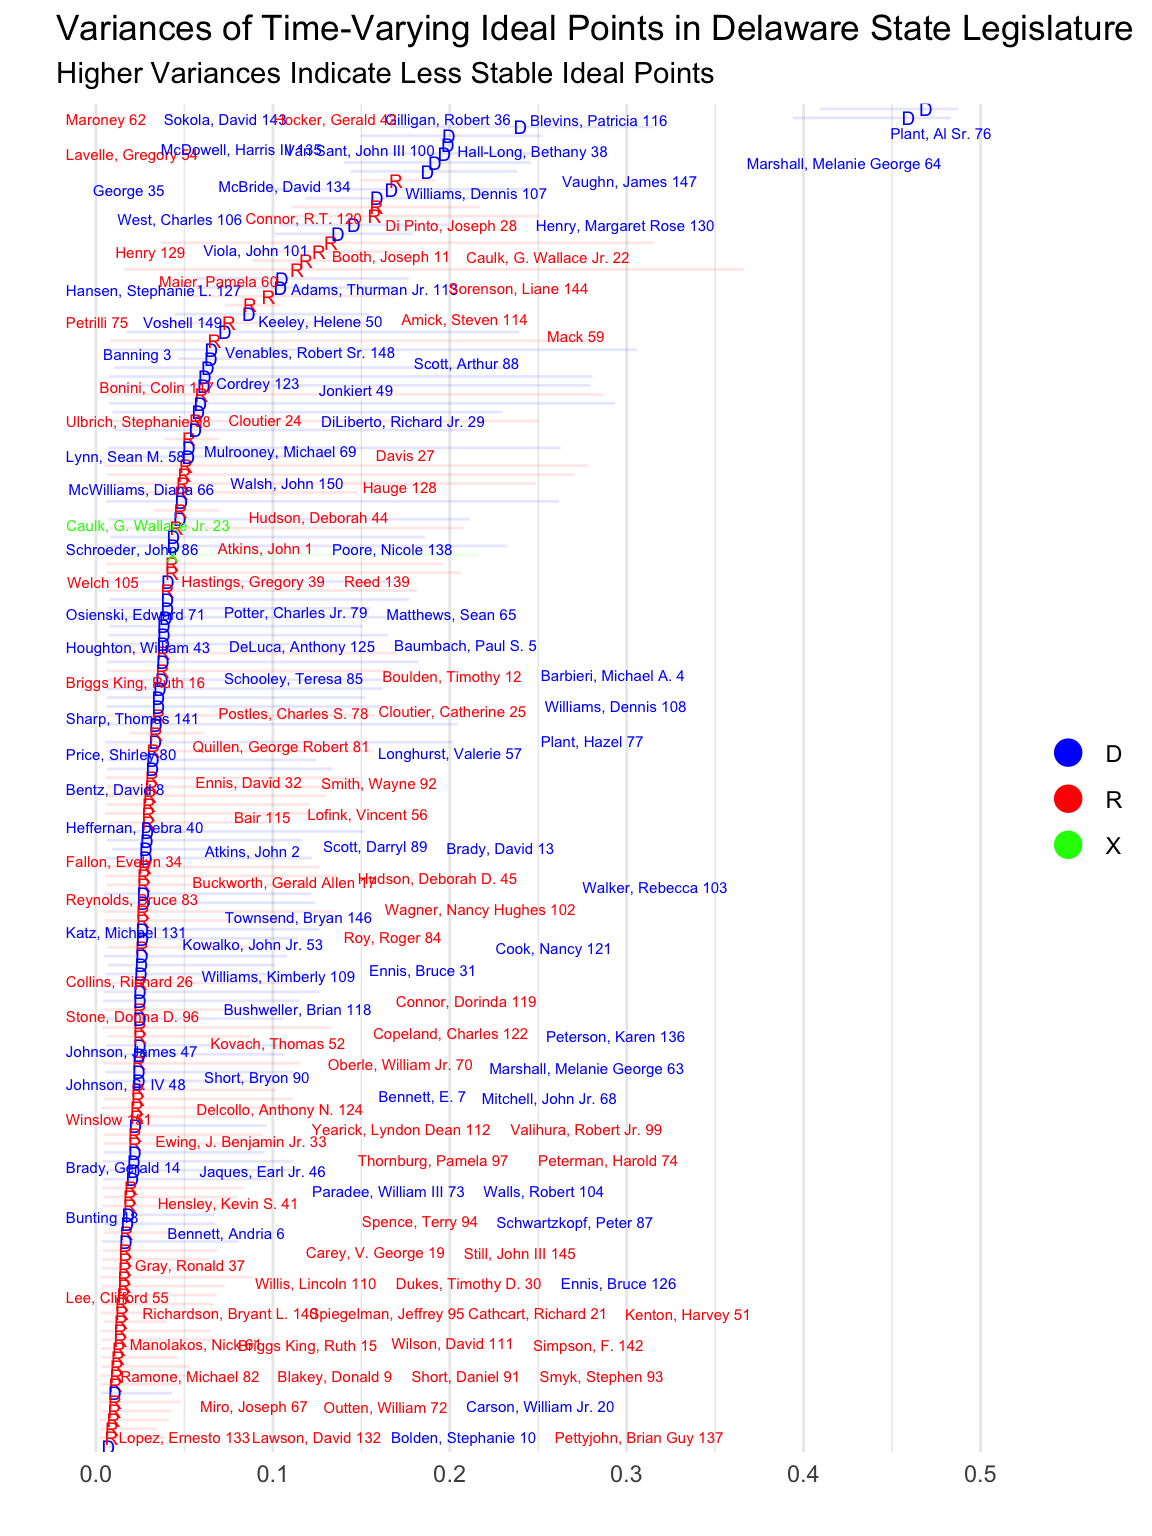 Variances of Time-Varying Ideal Points in Delaware State Legislature
Higher Variances Indicate Less Stable Ideal Points
Maroney 62 Sokola, David 143 Hocker, Gerald 42 Gilligan, Robert 36 Blevins, Patricia 116
Plant, Al Sr. 76
Lavelle, Gregory 54 McDowell, Harris III 135 Van Sant, John III 100 Hall-Long, Bethany 38
Marshall, Melanie George 64
George 35 McBride, David 134 Williams, Dennis 107 Vaughn, James 147
West, Charles 106 Connor, R.T. 120 Di Pinto, Joseph 28 Henry, Margaret Rose 130
Henry 129 Viola, John 101 Booth, Joseph 11 Caulk, G. Wallace Jr. 22
Maier, Pamela 60
Hansen, Stephanie L. 127 Adams, Thurman Jr. 113 Sorenson, Liane 144
Petrilli 75 Voshell 149 Keeley, Helene 50 Amick, Steven 114
Mack 59
Banning 3 Venables, Robert Sr. 148
Scott, Arthur 88
Bonini, Colin 117 Cordrey 123 Jonkiert 49
Ulbrich, Stephanie 98 Cloutier 24 DiLiberto, Richard Jr. 29
Lynn, Sean M. 58 Mulrooney, Michael 69 Davis 27
McWilliams, Diana 66 Walsh, John 150 Hauge 128
Caulk, G. Wallace Jr. 23 Hudson, Deborah 44
Schroeder, John 86 Atkins, John 1 Poore, Nicole 138
Welch 105 Hastings, Gregory 39 Reed 139
Osienski, Edward 71 Potter, Charles Jr. 79 Matthews, Sean 65
Houghton, William 43 DeLuca, Anthony 125 Baumbach, Paul S. 5
Briggs King, Ruth 16 Schooley, Teresa 85 Boulden, Timothy 12 Barbieri, Michael A. 4
Sharp, Thomas 141 Postles, Charles S. 78 Cloutier, Catherine 25 Williams, Dennis 108
Price, Shirley 80 Quillen, George Robert 81 Longhurst, Valerie 57 Plant, Hazel 77
Bentz, David 8 Ennis, David 32 Smith, Wayne 92
Heffernan, Debra 40 Bair 115 Lofink, Vincent 56
Fallon, Evelyn 34 Atkins, John 2 Scott, Darryl 89 Brady, David 13
Buckworth, Gerald Allen 17 Hudson, Deborah D. 45 Walker, Rebecca 103
Reynolds, Bruce 83 Townsend, Bryan 146 Wagner, Nancy Hughes 102
Katz, Michael 131 Kowalko, John Jr. 53 Roy, Roger 84 Cook, Nancy 121
Collins, Richard 26 Williams, Kimberly 109 Ennis, Bruce 31
Stone, Donna D. 96 Bushweller, Brian 118 Connor, Dorinda 119
Johnson, James 47 Kovach, Thomas 52 Copeland, Charles 122 Peterson, Karen 136
Johnson, S. IV 48 Short, Bryon 90 Oberle, William Jr. 70 Marshall, Melanie George 63
Winslow 111 Delcollo, Anthony N. 124 Bennett, E. 7 Mitchell, John Jr. 68
Ewing, J. Benjamin Jr. 33 Yearick, Lyndon Dean 112 Valihura, Robert Jr. 99
Brady, Gerald 14 Jaques, Earl Jr. 46 Thornburg, Pamela 97 Peterman, Harold 74
Hensley, Kevin S. 41 Paradee, William III 73 Walls, Robert 104
Bunting 18 Bennett, Andria 6 Spence, Terry 94 Schwartzkopf, Peter 87
Gray, Ronald 37 Carey, V. George 19 Still, John III 145
Lee, Clifford 55 Willis, Lincoln 110 Dukes, Timothy D. 30 Ennis, Bruce 126
Richardson, Bryant L. 140 Spiegelman, Jeffrey 95 Cathcart, Richard 21 Kenton, Harvey 51
Manolakos, Nick 61 Briggs King, Ruth 15 Wilson, David 111 Simpson, F. 142
Ramone, Michael 82 Blakey, Donald 9 Short, Daniel 91 Smyk, Stephen 93
Miro, Joseph 67 Outten, William 72 Carson, William Jr. 20
Lopez, Ernesto 133 Lawson, David 132 Bolden, Stephanie 10 Pettyjohn, Brian Guy 137
D
R
X
0.0 0.1 0.2 0.3 0.4 0.5